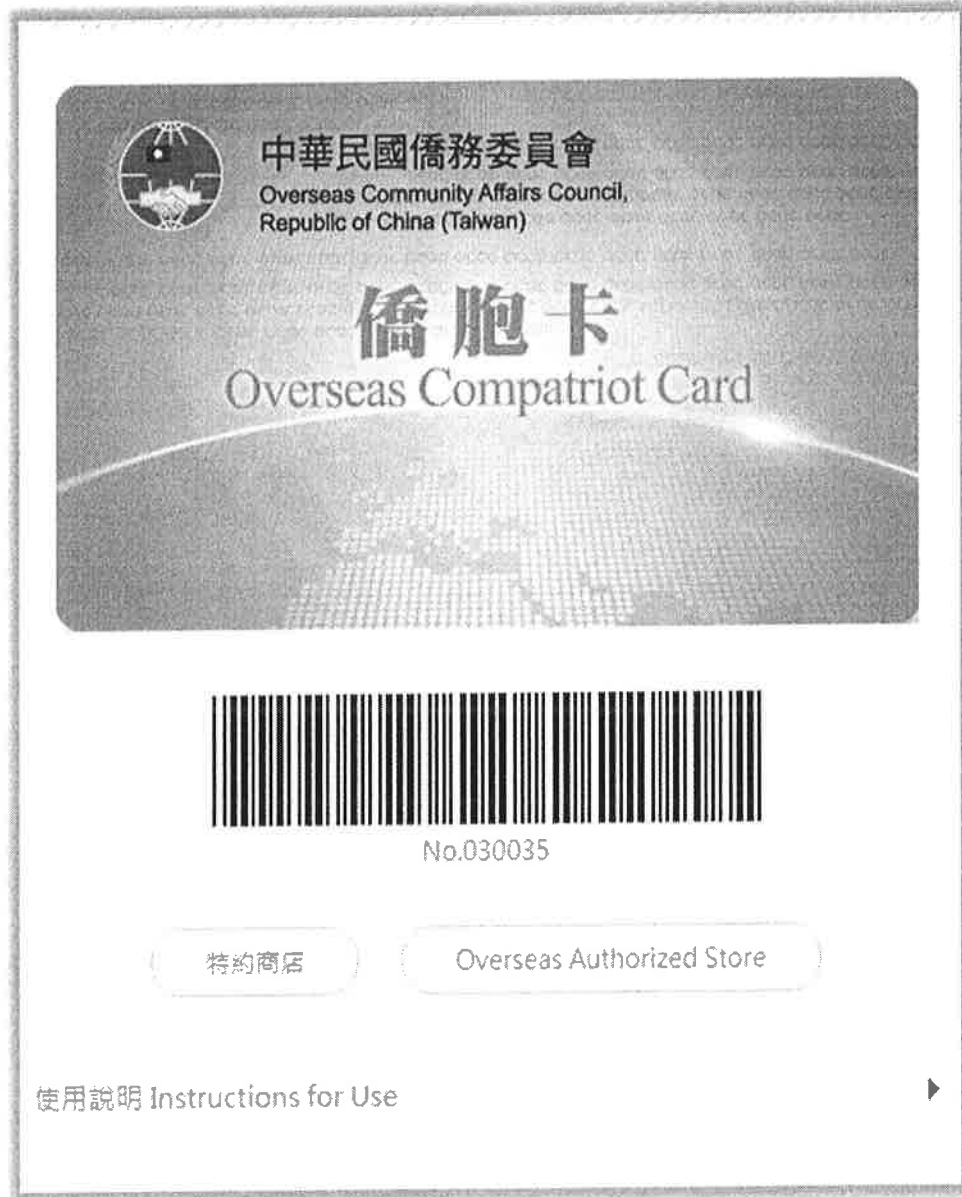 中華民國僑務委員會
Overseas Community Affairs Council,
Republic of China (Taiwan)
僑胞卡
Overseas Compatriot Card
No.030035
特約商店
Overseas Authorized Store
使用說明 Instructions for Use